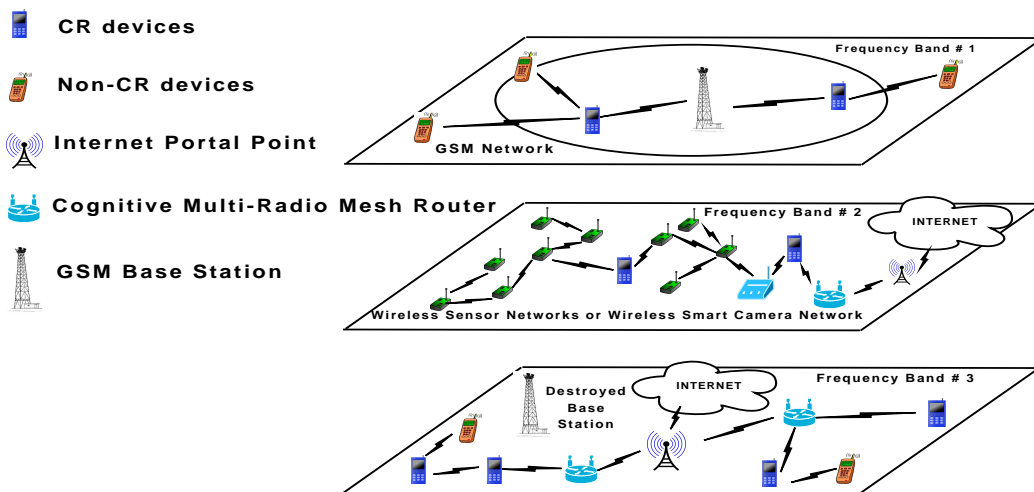 CR devices
Non-CR devices
Internet Portal Point
Cognitive Multi-Radio Mesh Router
GSM Base Station
Frequency Band # 1
GSM Network
Frequency Band # 2
INTERNET
Wireless Sensor Networks or Wireless Smart Camera Network
Destroyed
Base
Station
INTERNET
Frequency Band # 3